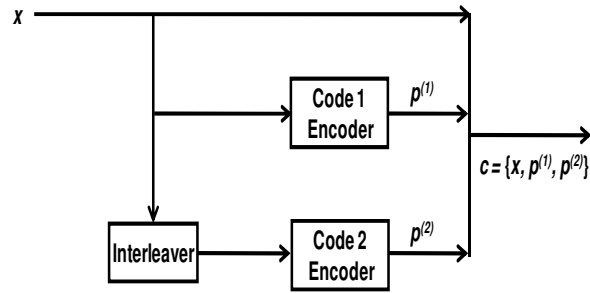 x
Code 1
Encoder
p(1)
c = {x, p(1), p(2)}
Interleaver
Code 2
Encoder
p(2)